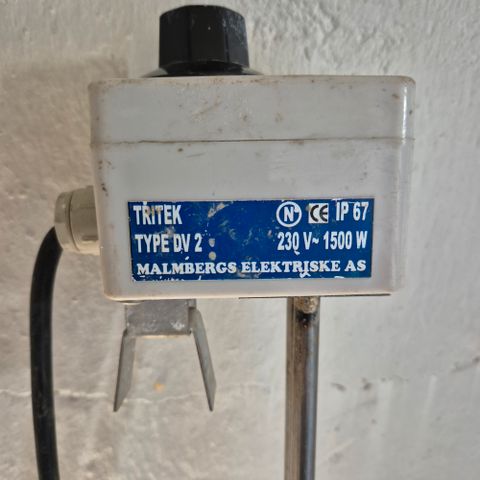 TRITEK N CE IP 67
TYPE DV 2 230 V~ 1500 W
MALMBERGS ELEKTRISKE AS